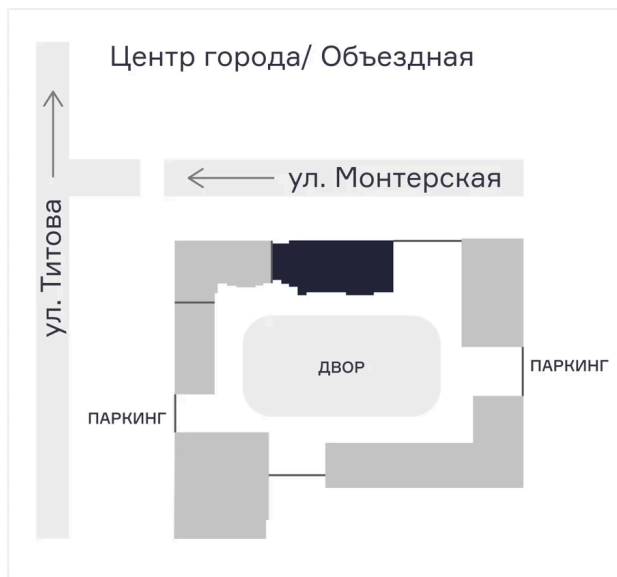 Центр города/ Объездная
ул. Монтерская
ул. Титова
ДВОР
ПАРКИНГ
ПАРКИНГ